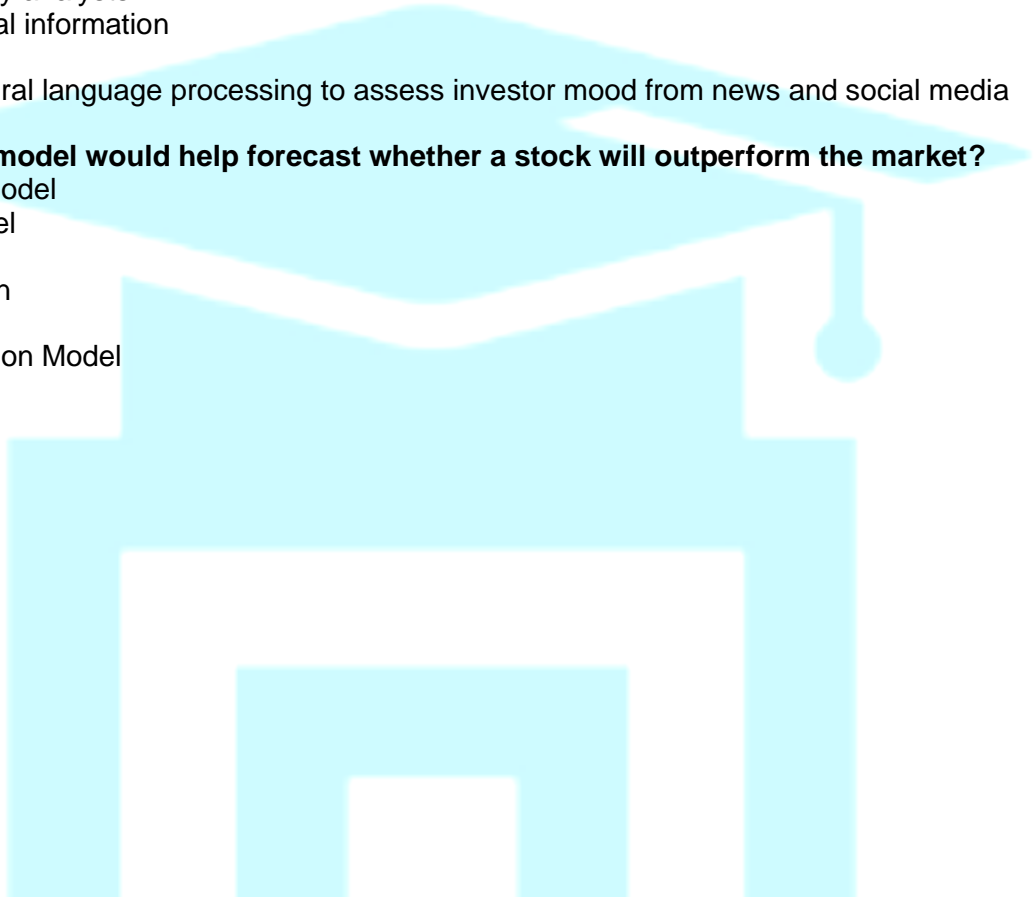 al information
ral language processing to assess investor mood from news and social media
model would help forecast whether a stock will outperform the market?
odel
el
n
on Model